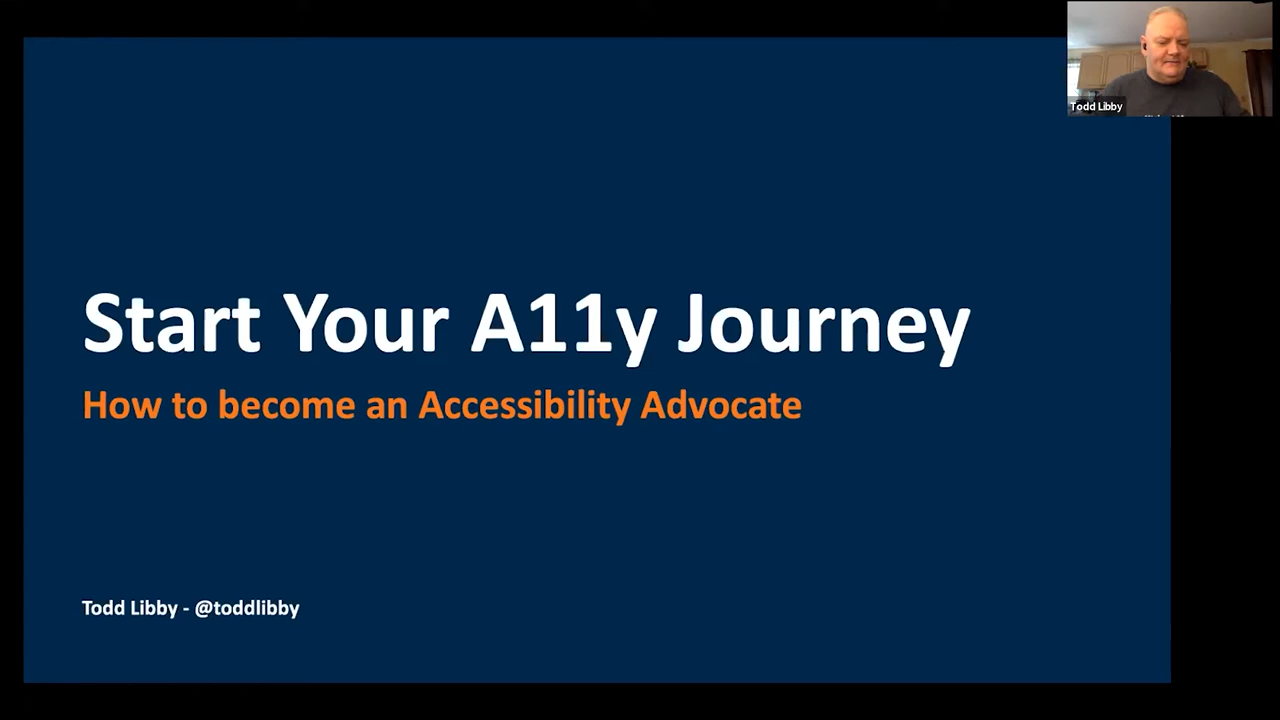 Start Your A11y Journey
How to become an Accessibility Advocate
Todd Libby - @toddlibby
Todd Libby